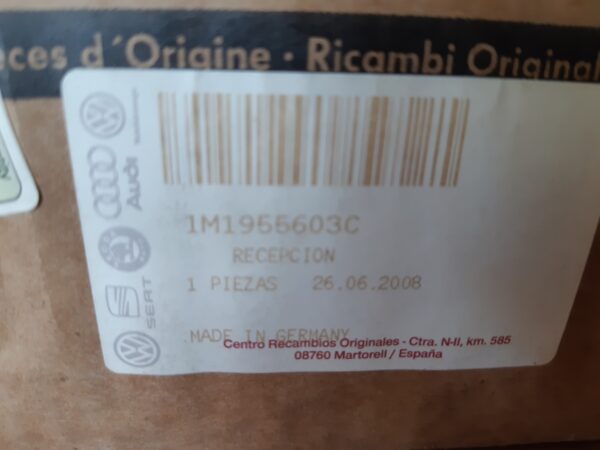 ces d'Origine · Ricambi Original
1M1955603C
RECEPCION
1 PIEZAS 26.06.2008
MADE IN GERMANY
Centro Recambios Originales - Ctra. N-II, km. 585
08760 Martorell / España
Audi
SEAT